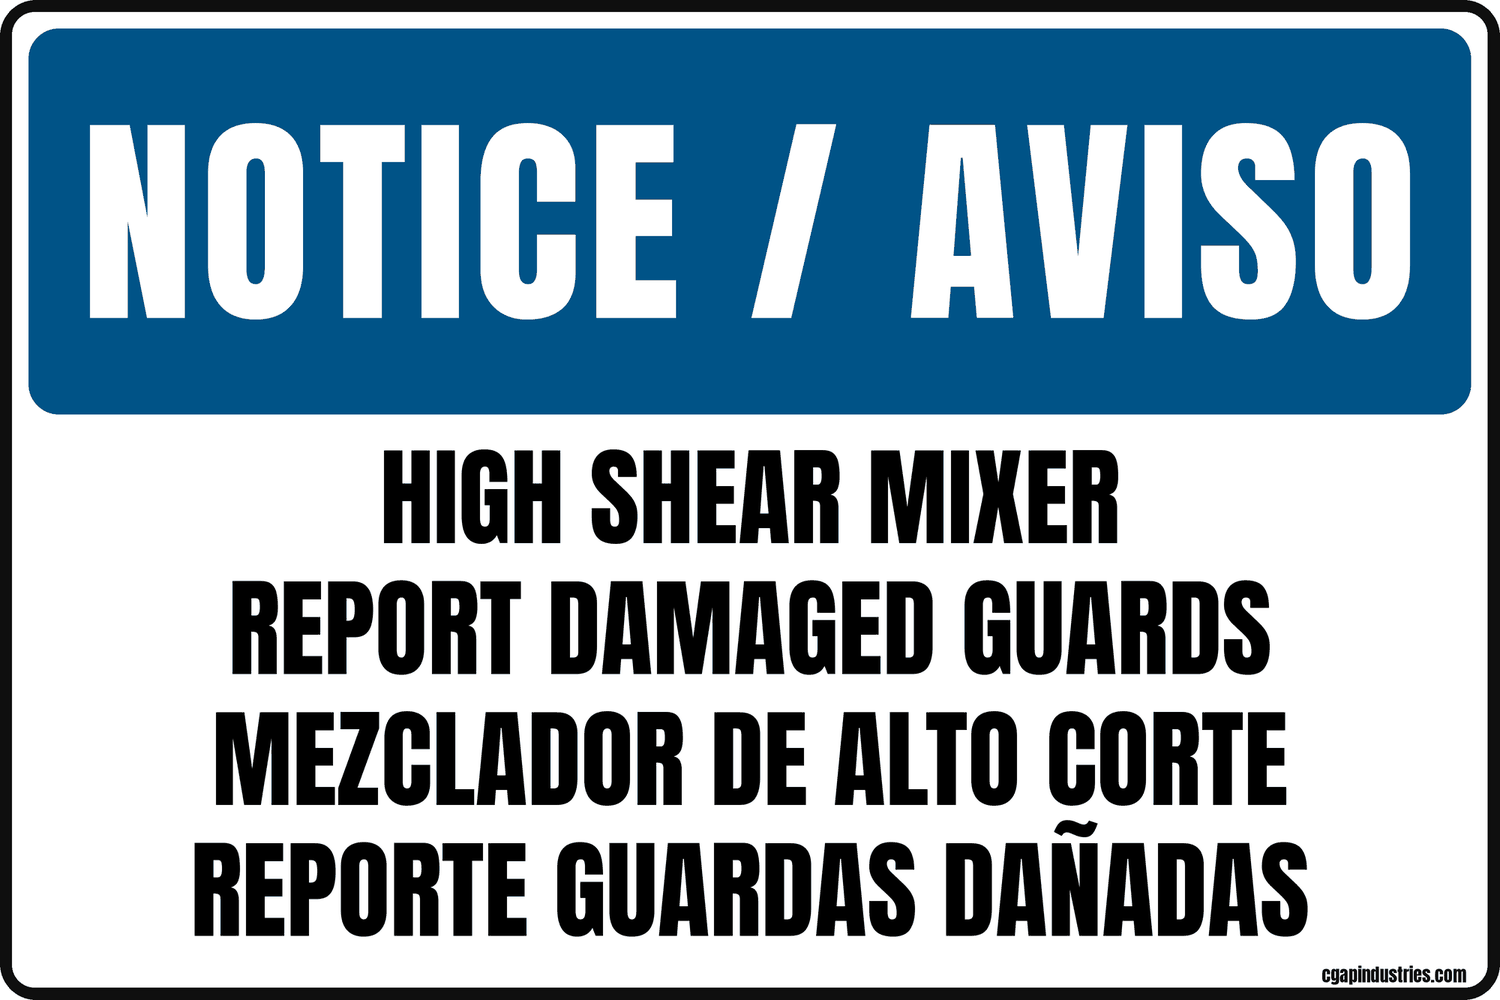 NOTICE / AVISO
HIGH SHEAR MIXER
REPORT DAMAGED GUARDS
MEZCLADOR DE ALTO CORTE
REPORTE GUARDAS DAÑADAS
cgapindustries.com